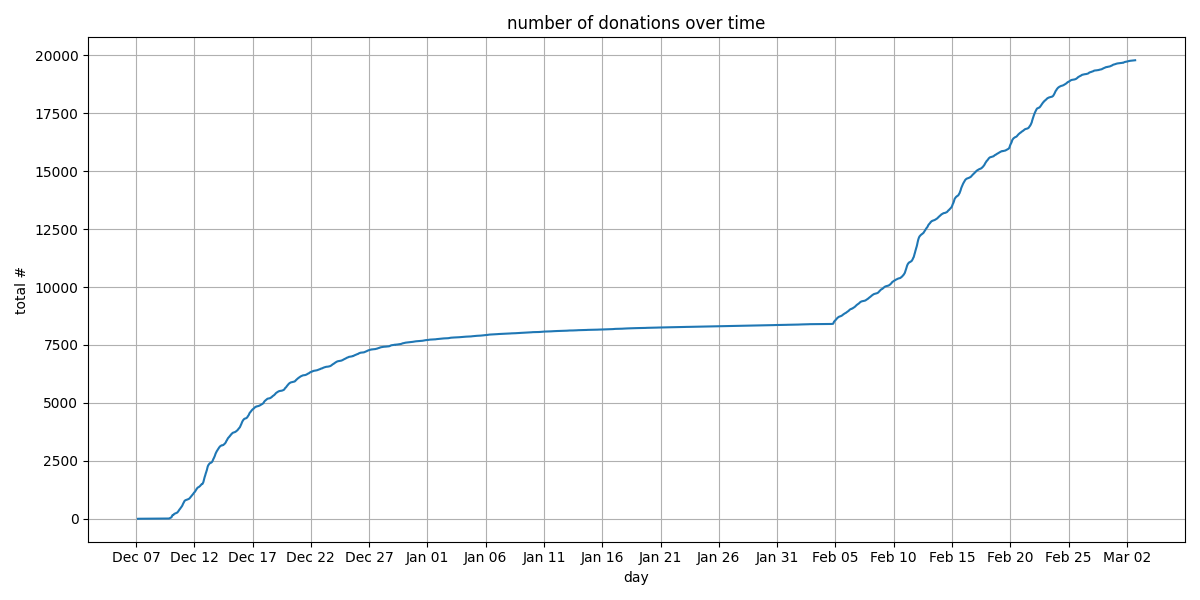 number of donations over time
total #
20000
17500
15000
12500
10000
7500
5000
2500
0
Dec 07 Dec 12 Dec 17 Dec 22 Dec 27 Jan 01 Jan 06 Jan 11 Jan 16 Jan 21 Jan 26 Jan 31 Feb 05 Feb 10 Feb 15 Feb 20 Feb 25 Mar 02
day